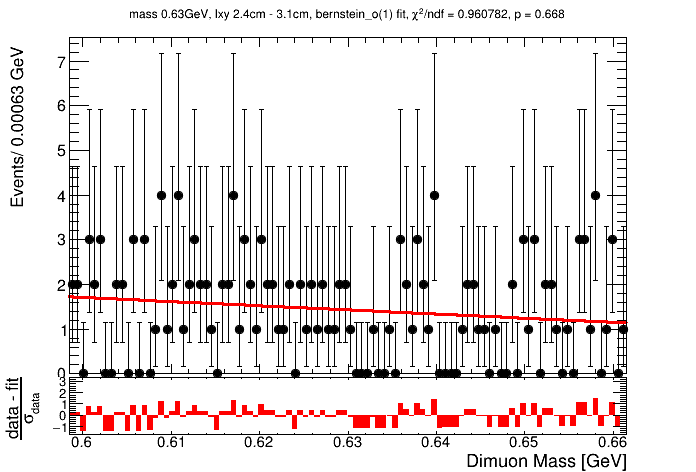 mass 0.63GeV, lxy 2.4cm - 3.1cm, bernstein_o(1) fit, χ²/ndf = 0.960782, p = 0.668
Events/ 0.00063 GeV
7
6
5
4
3
2
1
0
data - fit
σdata
3
2
1
0
−1
0.6 0.61 0.62 0.63 0.64 0.65 0.66
Dimuon Mass [GeV]